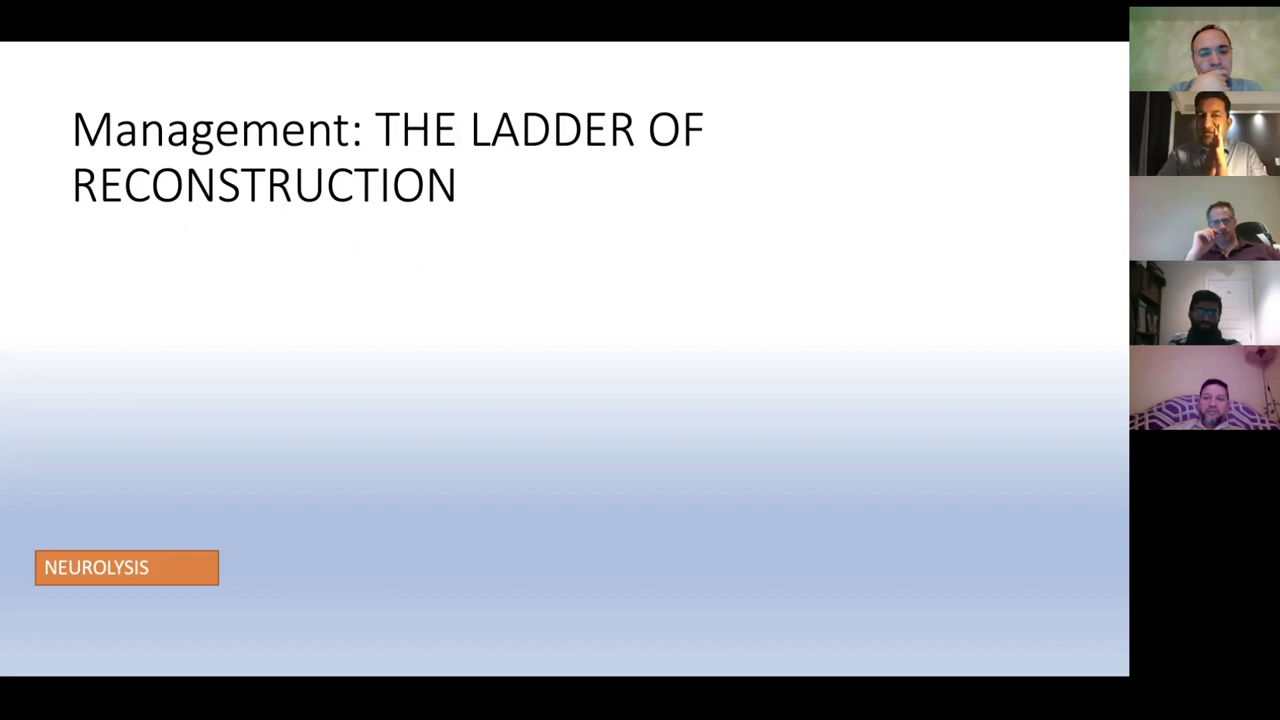 Management: THE LADDER OF
RECONSTRUCTION
NEUROLYSIS